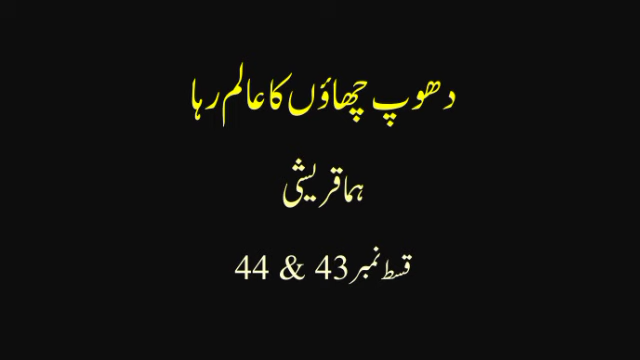 دھوپ چھاؤں کا عالم رہا
ہما قریشی
قسط نمبر 43 & 44